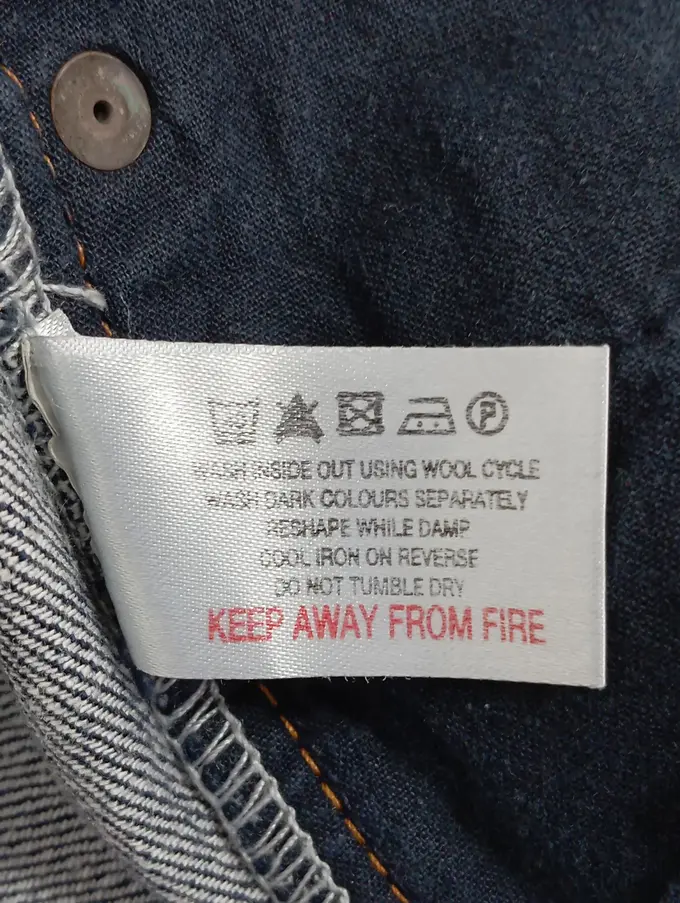 P
WASH INSIDE OUT USING WOOL CYCLE
WASH DARK COLOURS SEPARATELY
RESHAPE WHILE DAMP
COOL IRON ON REVERSE
DO NOT TUMBLE DRY
KEEP AWAY FROM FIRE